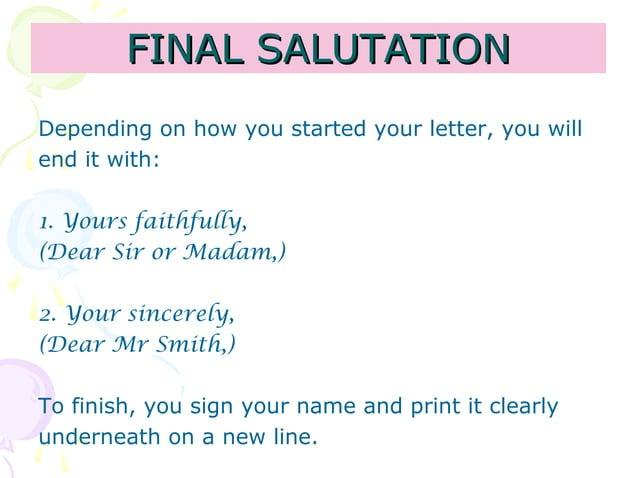 FINAL SALUTATION
Depending on how you started your letter, you will
end it with:
1. Yours faithfully,
(Dear Sir or Madam,)
2. Your sincerely,
(Dear Mr Smith,)
To finish, you sign your name and print it clearly
underneath on a new line.